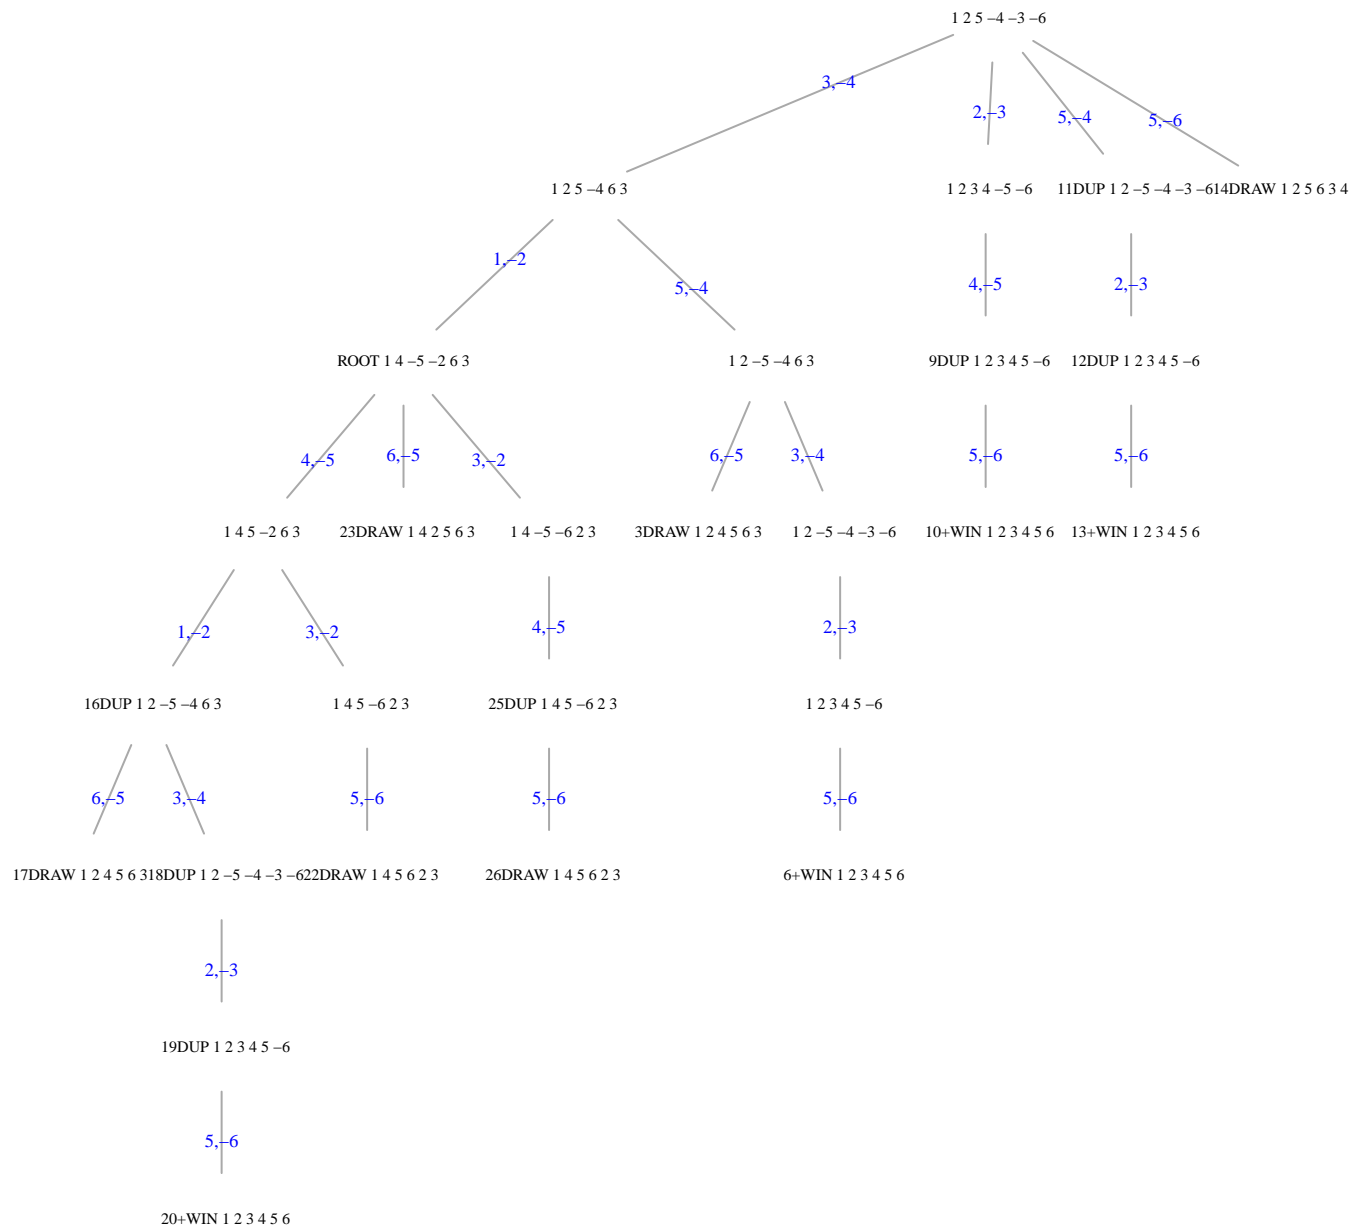 1 2 5 −4 −3 −6
3,−4
2,−3
5,−4
5,−6
1 2 5 −4 6 3
1 2 3 4 −5 −6
11DUP 1 2 −5 −4 −3 −6
14DRAW 1 2 5 6 3 4
1,−2
5,−4
4,−5
2,−3
ROOT 1 4 −5 −2 6 3
1 2 −5 −4 6 3
9DUP 1 2 3 4 5 −6
12DUP 1 2 3 4 5 −6
4,−5
6,−5
3,−2
6,−5
3,−4
5,−6
5,−6
1 4 5 −2 6 3
23DRAW 1 4 2 5 6 3
1 4 −5 −6 2 3
3DRAW 1 2 4 5 6 3
1 2 −5 −4 −3 −6
10+WIN 1 2 3 4 5 6
13+WIN 1 2 3 4 5 6
1,−2
3,−2
4,−5
2,−3
16DUP 1 2 −5 −4 6 3
1 4 5 −6 2 3
25DUP 1 4 5 −6 2 3
1 2 3 4 5 −6
6,−5
3,−4
5,−6
5,−6
5,−6
17DRAW 1 2 4 5 6 3
18DUP 1 2 −5 −4 −3 −6
22DRAW 1 4 5 6 2 3
26DRAW 1 4 5 6 2 3
6+WIN 1 2 3 4 5 6
2,−3
19DUP 1 2 3 4 5 −6
5,−6
20+WIN 1 2 3 4 5 6